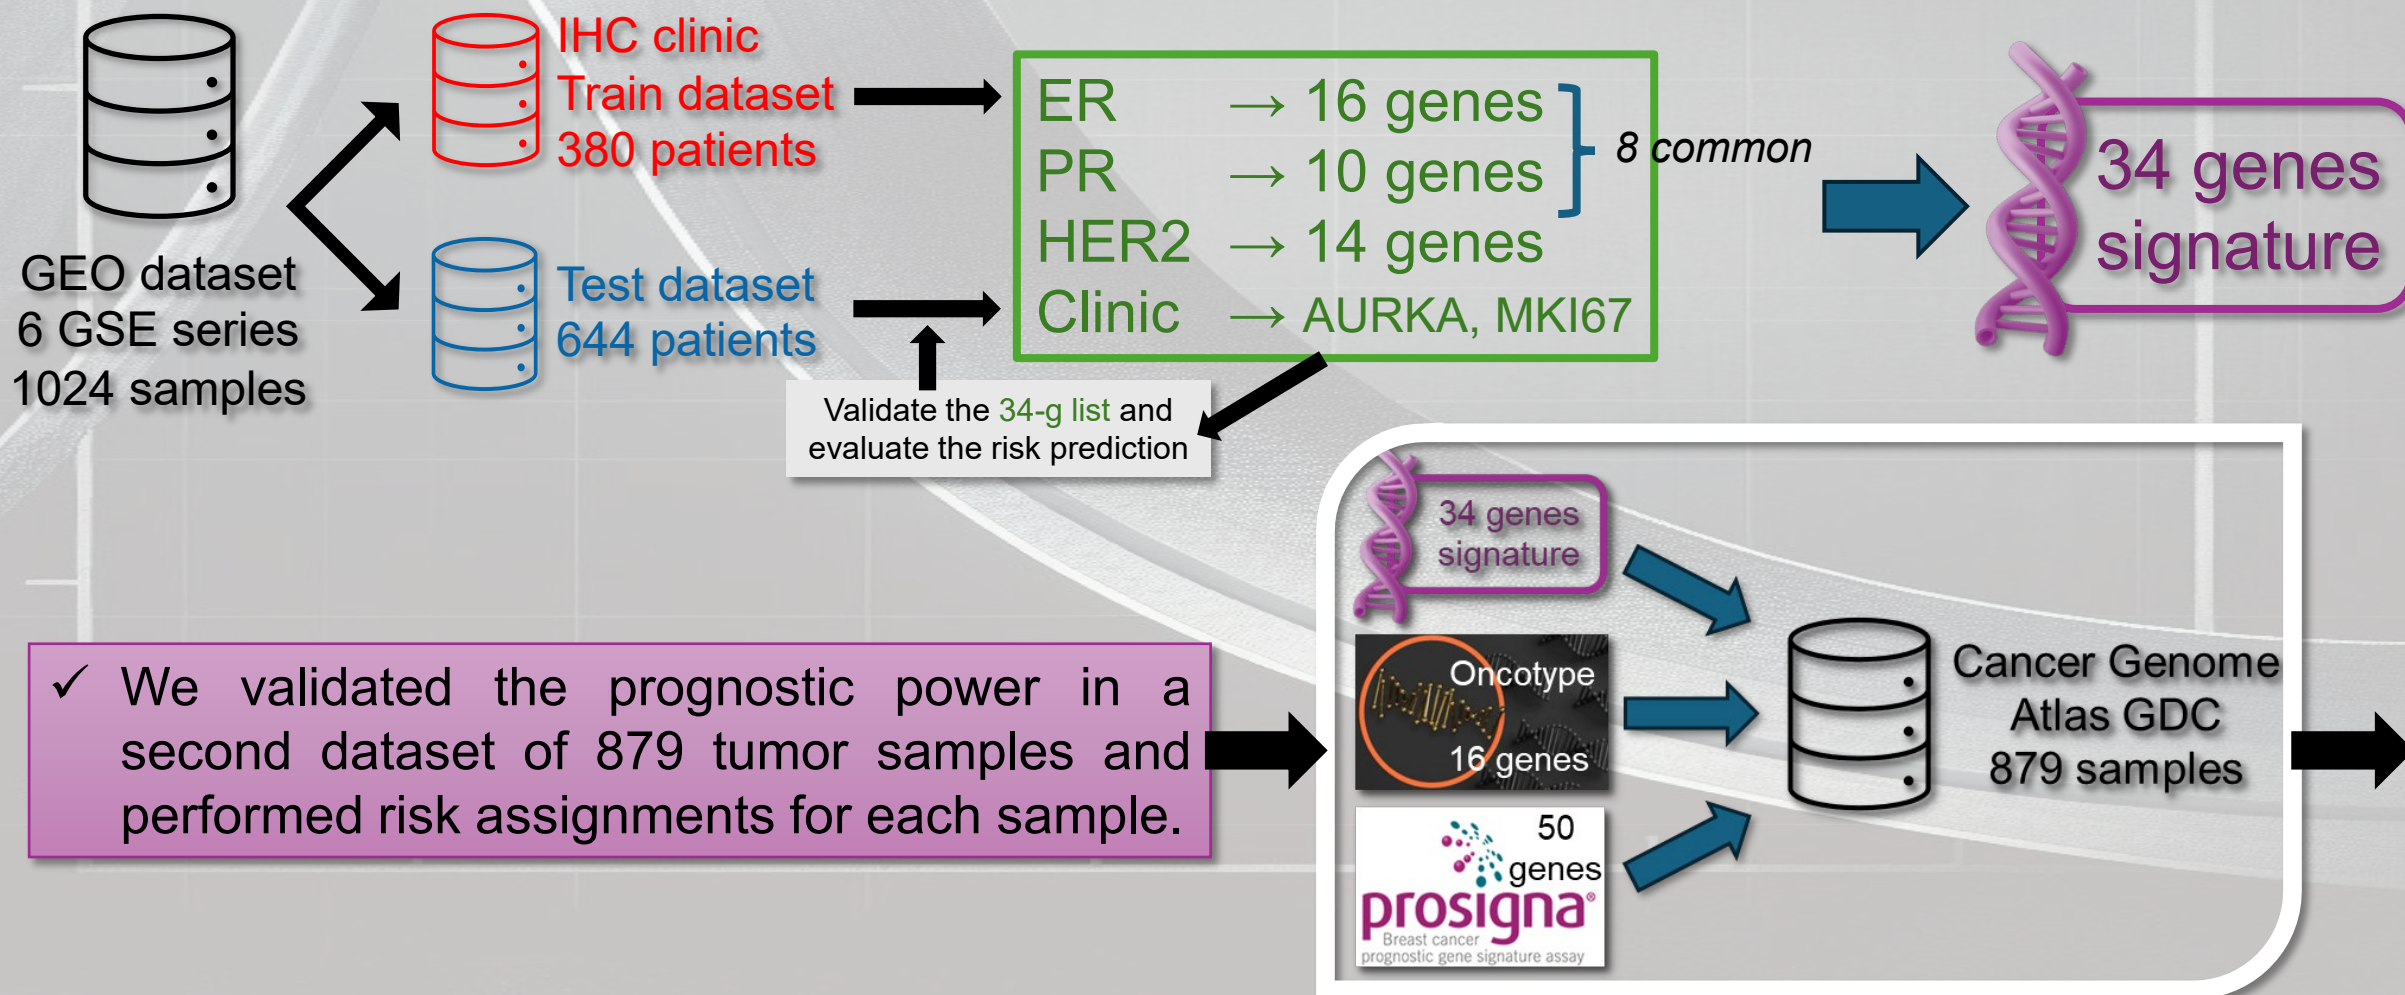 GEO dataset
6 GSE series
1024 samples
IHC clinic
Train dataset
380 patients
Test dataset
644 patients
ER → 16 genes
PR → 10 genes
HER2 → 14 genes
Clinic → AURKA, MKI67
8 common
34 genes
signature
Validate the 34-g list and
evaluate the risk prediction
✓ We validated the prognostic power in a
second dataset of 879 tumor samples and
performed risk assignments for each sample.
34 genes
signature
Oncotype
16 genes
50
genes
prosigna®
Breast cancer
prognostic gene signature assay
Cancer Genome
Atlas GDC
879 samples